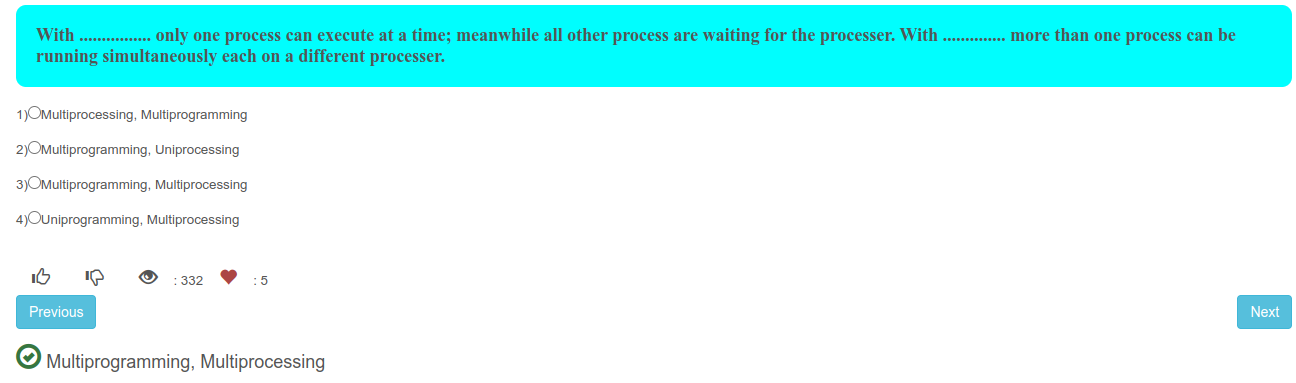 With ................ only one process can execute at a time; meanwhile all other process are waiting for the processer. With .............. more than one process can be
running simultaneously each on a different processer.
1)Multiprocessing, Multiprogramming
2)Multiprogramming, Uniprocessing
3)Multiprogramming, Multiprocessing
4)Uniprogramming, Multiprocessing
: 332 : 5
Previous Next
Multiprogramming, Multiprocessing